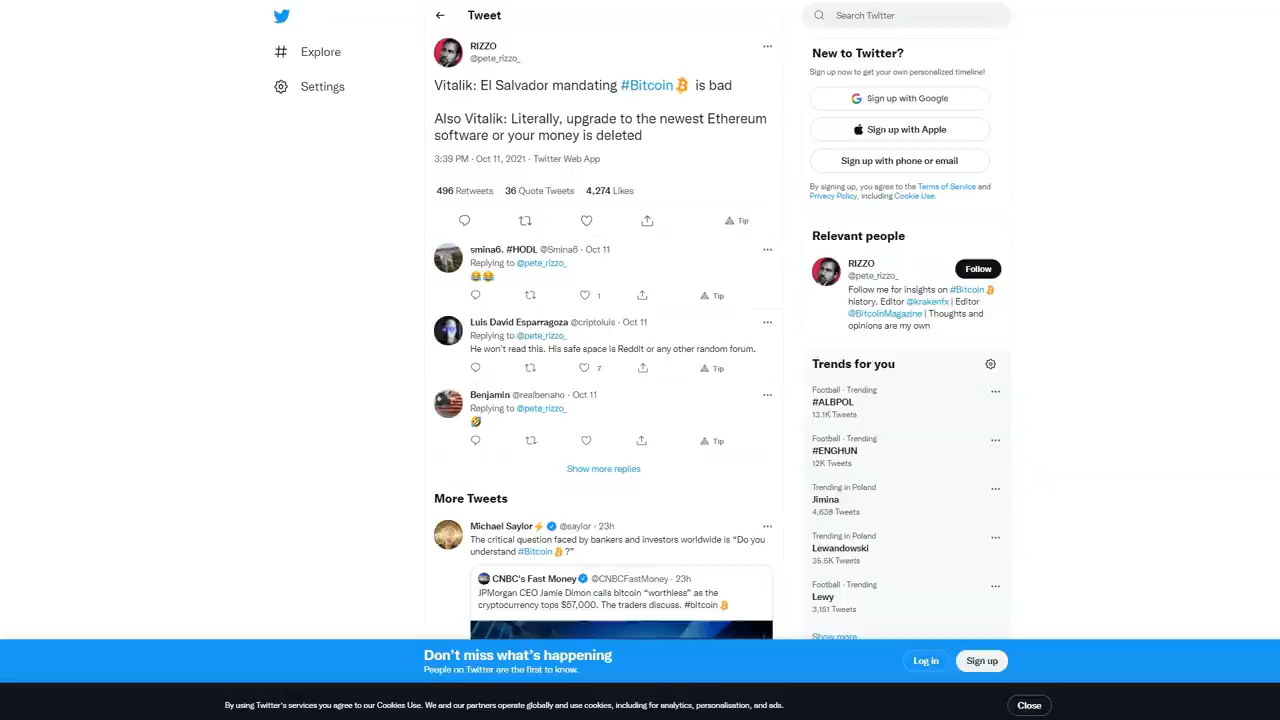 Explore
Settings
Tweet
RIZZO
@pete_rizzo_
Vitalik: El Salvador mandating #Bitcoin is bad
Also Vitalik: Literally, upgrade to the newest Ethereum
software or your money is deleted
3:39 PM · Oct 11, 2021 · Twitter Web App
496 Retweets 36 Quote Tweets 4,274 Likes
Tip
smina6. #HODL @Smina6 · Oct 11
Replying to @pete_rizzo_
😂😂
1
Tip
Luis David Esparragoza @criptoluis · Oct 11
Replying to @pete_rizzo_
He won't read this. His safe space is Reddit or any other random forum.
7
Tip
Benjamin @realbenaho · Oct 11
Replying to @pete_rizzo_
🤣
Tip
Show more replies
More Tweets
Michael Saylor⚡ @saylor · 23h
The critical question faced by bankers and investors worldwide is “Do you
understand #Bitcoin ?”
CNBC's Fast Money @CNBCFastMoney · 23h
JPMorgan CEO Jamie Dimon calls bitcoin “worthless” as the
cryptocurrency tops $57,000. The traders discuss. #bitcoin
Search Twitter
New to Twitter?
Sign up now to get your own personalized timeline!
Sign up with Google
Sign up with Apple
Sign up with phone or email
By signing up, you agree to the Terms of Service and
Privacy Policy, including Cookie Use.
Relevant people
RIZZO
@pete_rizzo_
Follow
Follow me for insights on #Bitcoin
history. Editor @krakenfx | Editor
@BitcoinMagazine | Thoughts and
opinions are my own
Trends for you
Football · Trending
#ALBPOL
13.1K Tweets
Football · Trending
#ENGHUN
12K Tweets
Trending in Poland
Jimina
4,638 Tweets
Trending in Poland
Lewandowski
35.5K Tweets
Football · Trending
Lewy
3,151 Tweets
Show more
Don't miss what's happening
People on Twitter are the first to know.
Log in
Sign up
By using Twitter's services you agree to our Cookies Use. We and our partners operate globally and use cookies, including for analytics, personalisation, and ads.
Close